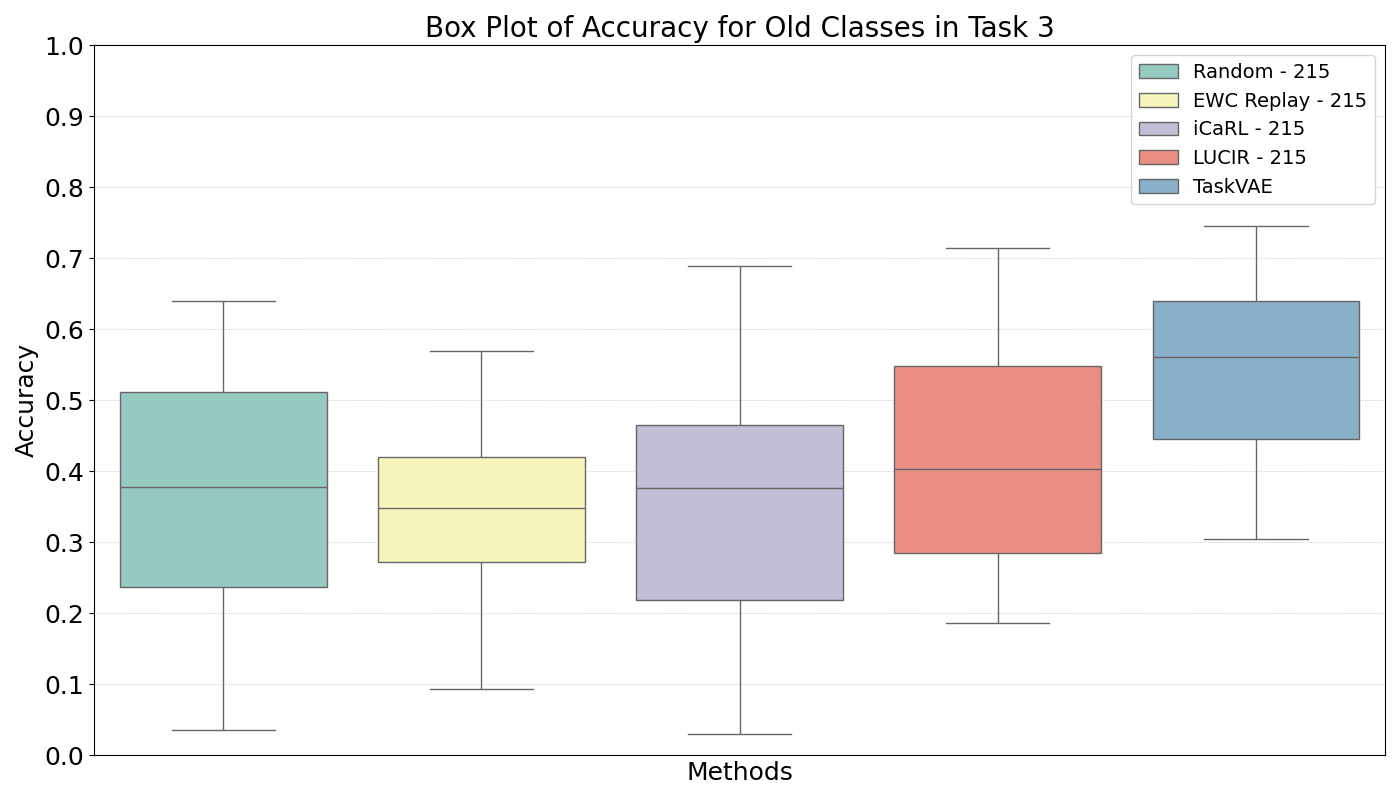 Box Plot of Accuracy for Old Classes in Task 3
1.0
0.9
0.8
0.7
0.6
0.5
0.4
0.3
0.2
0.1
0.0
Accuracy
Methods
Random - 215
EWC Replay - 215
iCaRL - 215
LUCIR - 215
TaskVAE